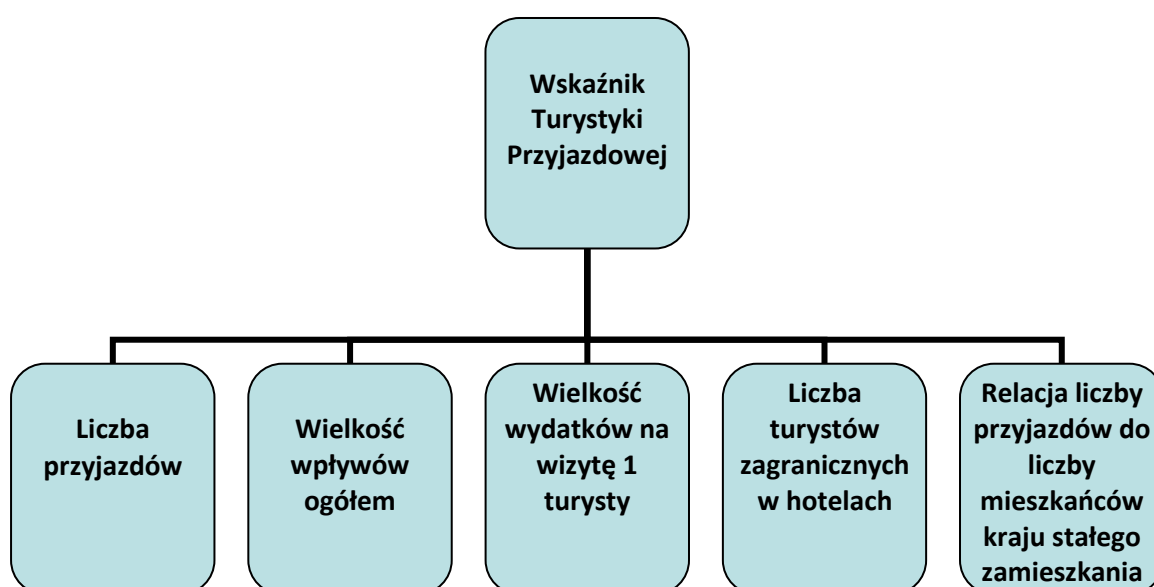 Wskaźnik
Turystyki
Przyjazdowej
Liczba
przyjazdów
Wielkość
wpływów
ogółem
Wielkość
wydatków na
wizytę 1
turysty
Liczba
turystów
zagranicznych
w hotelach
Relacja liczby
przyjazdów do
liczby
mieszkańców
kraju stałego
zamieszkania